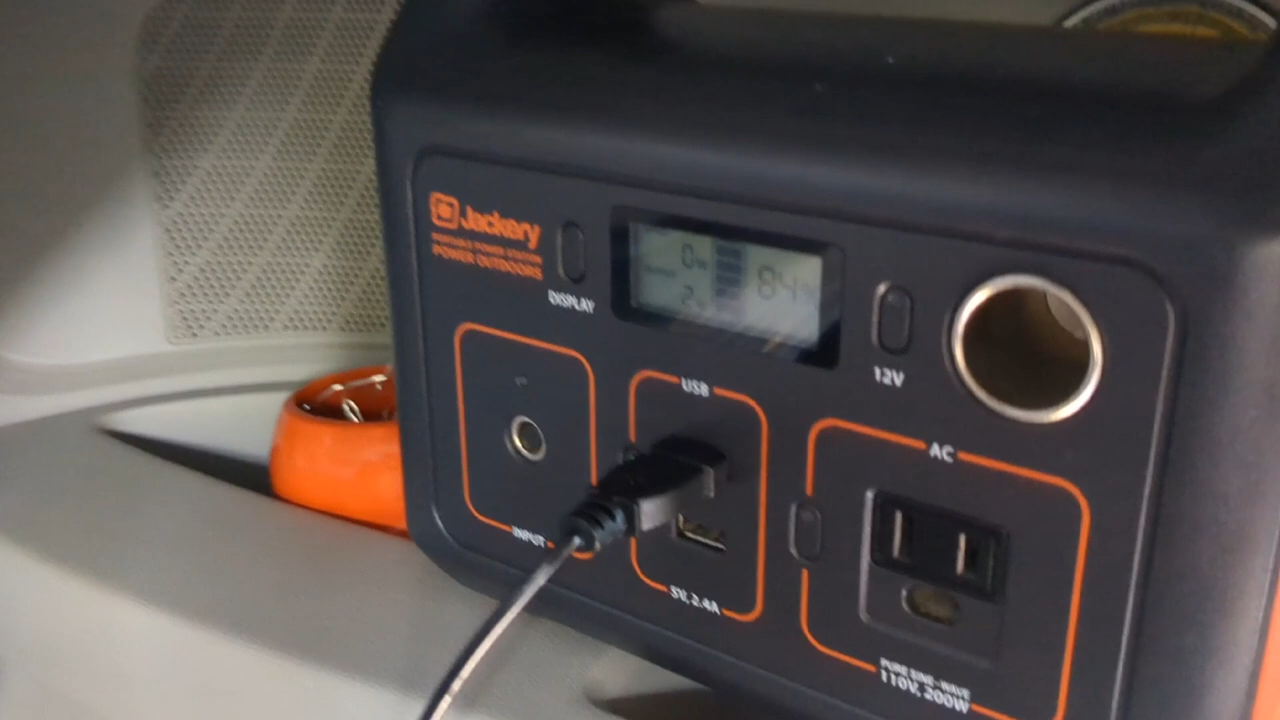 Jackery
PORTABLE POWER STATION
POWER OUTDOORS
DISPLAY
0w
2w
84%
12V
USB
AC
INPUT
5V, 2.4A
PURE SINE-WAVE
110V, 200W